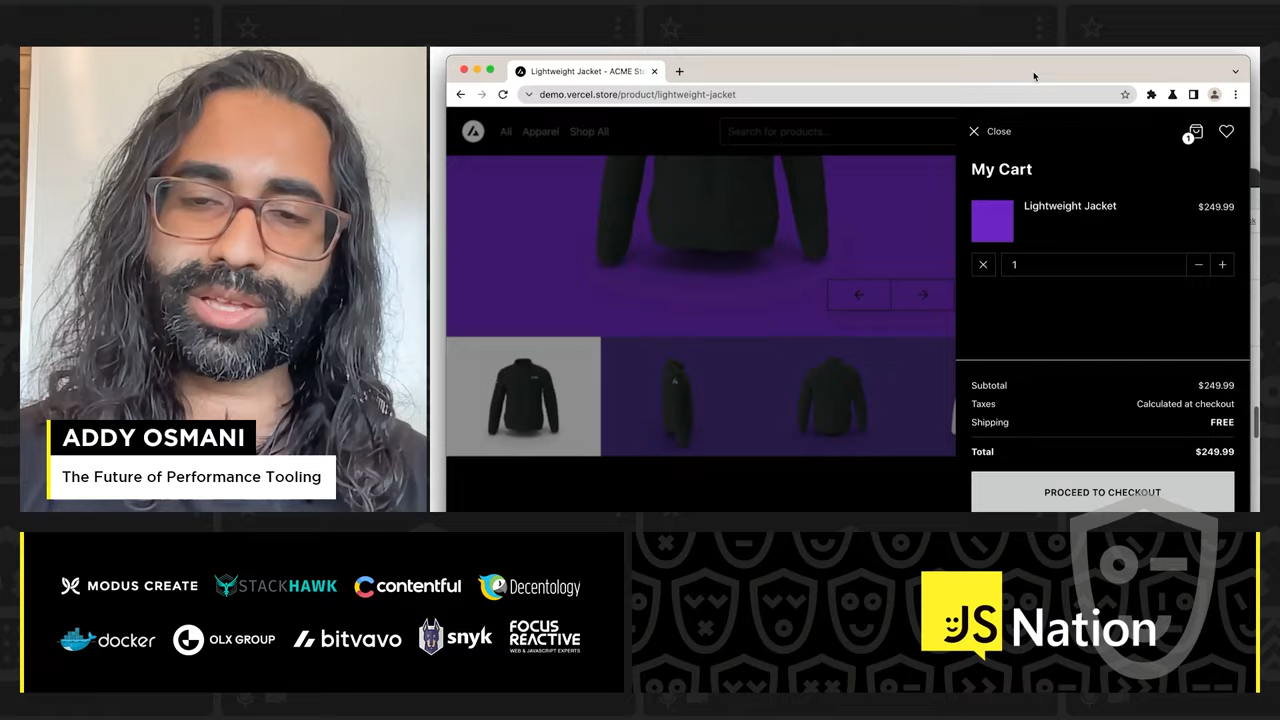 Lightweight Jacket - ACME St
demo.vercel.store/product/lightweight-jacket
All Apparel Shop All
Search for products...
Close
1
My Cart
Lightweight Jacket
$249.99
1
Subtotal
$249.99
Taxes
Calculated at checkout
Shipping
FREE
Total
$249.99
PROCEED TO CHECKOUT
ADDY OSMANI
The Future of Performance Tooling
MODUS CREATE
STACKHAWK
contentful
Decentology
docker
OLX GROUP
bitvavo
snyk
FOCUS
REACTIVE
WEB & JAVASCRIPT EXPERTS
JS Nation